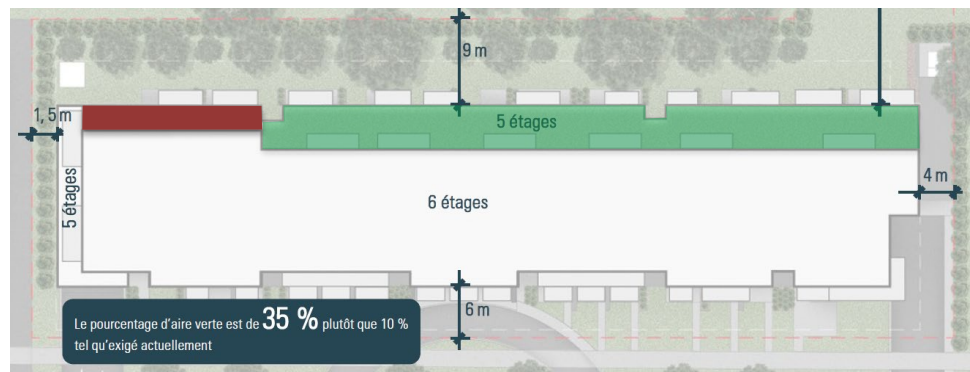 9 m
1, 5 m
5 étages
4 m
5 étages
6 étages
6 m
Le pourcentage d'aire verte est de 35 % plutôt que 10 %
tel qu'exigé actuellement